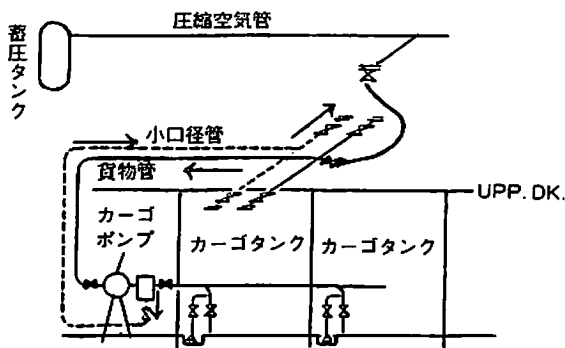 圧縮空気管
蓄圧タンク
小口径管
貨物管
UPP. DK.
カーゴ
ポンプ
カーゴタンク
カーゴタンク